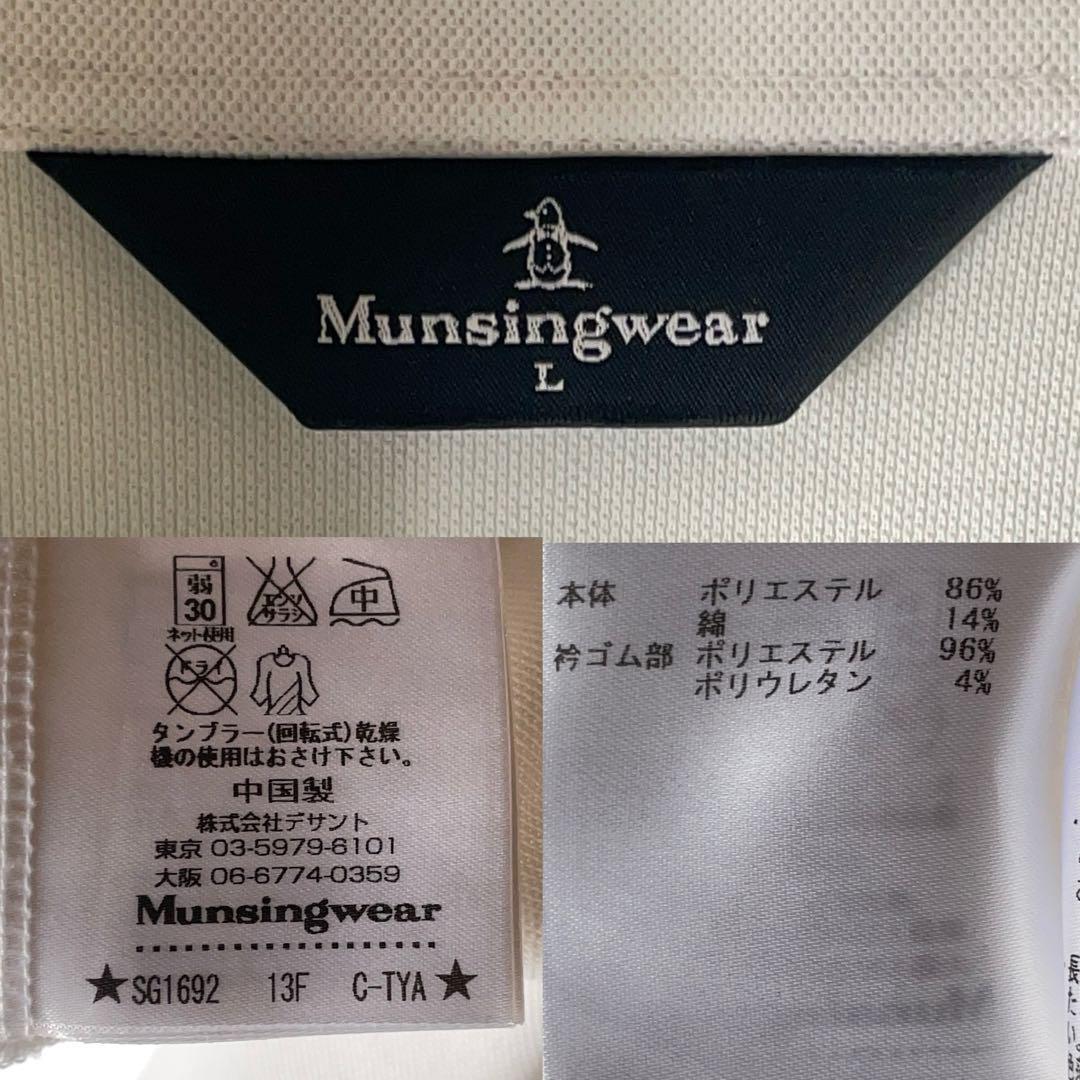 Munsingwear
L
弱
30
ネット使用
エンソ
サラシ
中
ドライ
タンブラー(回転式)乾燥
機の使用はおさけ下さい。
中国製
株式会社デサント
東京 03-5979-6101
大阪 06-6774-0359
Munsingwear
★SG1692 13F C-TYA★
本体 ポリエステル 86%
綿 14%
衿ゴム部 ポリエステル 96%
ポリウレタン 4%